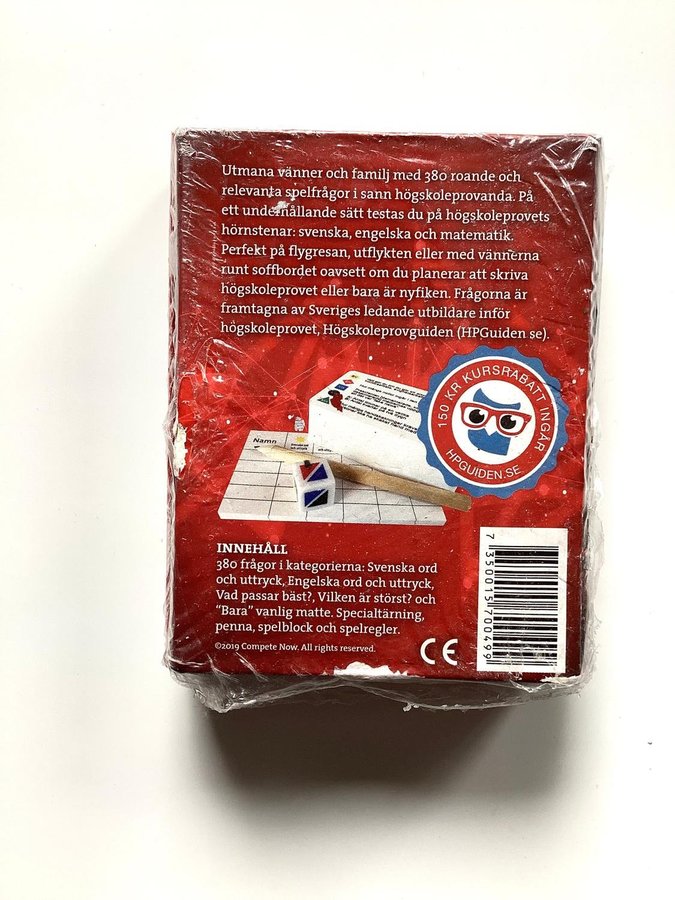 Utmana vänner och familj med 380 roande och
relevanta spelfrågor i sann högskoleprovanda. På
ett underhållande sätt testas du på högskoleprovets
hörnstenar: svenska, engelska och matematik.
Perfekt på flygresan, utflykten eller med vännerna
runt soffbordet oavsett om du planerar att skriva
högskoleprovet eller bara är nyfiken. Frågorna är
framtagna av Sveriges ledande utbildare inför
högskoleprovet, Högskoleprovguiden (HPGuiden.se).
150 KR KURSRABATT INGÅR
HPGUIDEN.SE
Namn
INNEHÅLL
380 frågor i kategorierna: Svenska ord
och uttryck, Engelska ord och uttryck,
Vad passar bäst?, Vilken är störst? och
”Bara” vanlig matte. Specialtärning,
penna, spelblock och spelregler.
©2019 Compete Now. All rights reserved.
CE
7350015700499